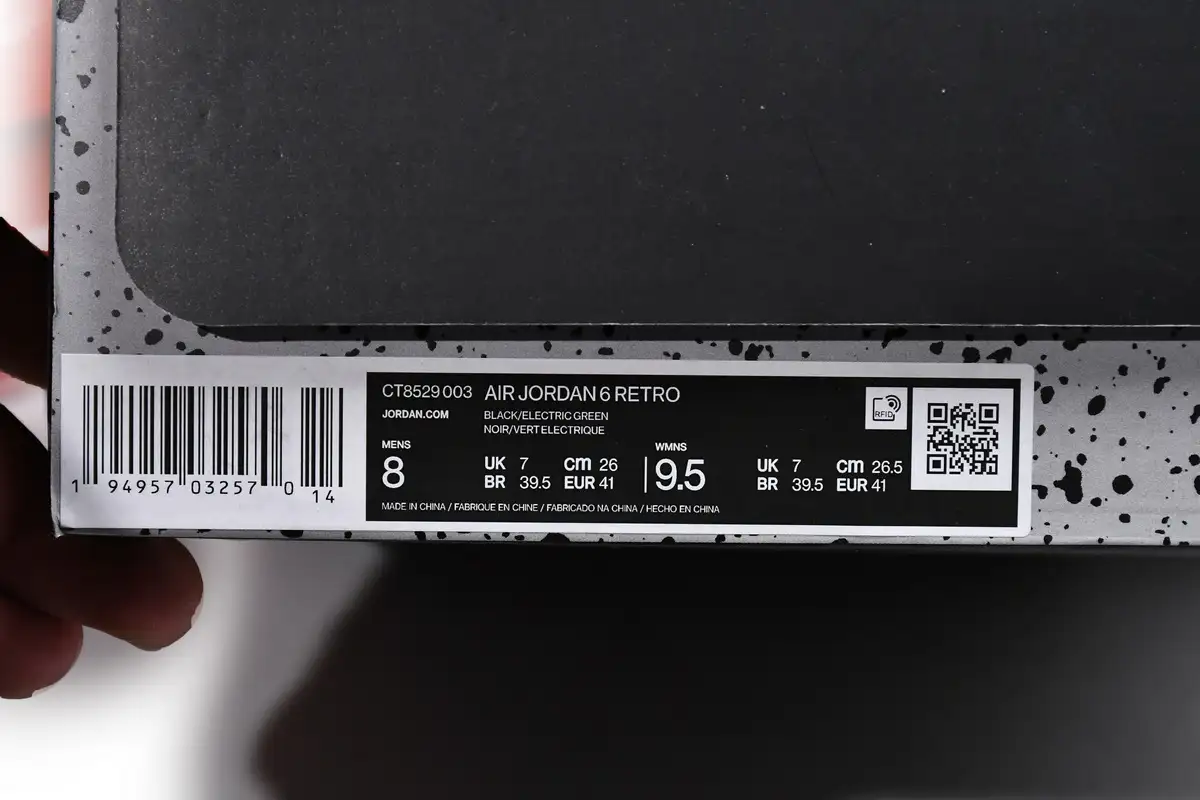 1 94957 03257 0 14
CT8529 003 AIR JORDAN 6 RETRO
JORDAN.COM BLACK/ELECTRIC GREEN
NOIR/VERT ELECTRIQUE
RFID
MENS
8
UK 7 cm 26
BR 39.5 EUR 41
WMNS
9.5
UK 7 cm 26.5
BR 39.5 EUR 41
MADE IN CHINA / FABRIQUE EN CHINE / FABRICADO NA CHINA / HECHO EN CHINA